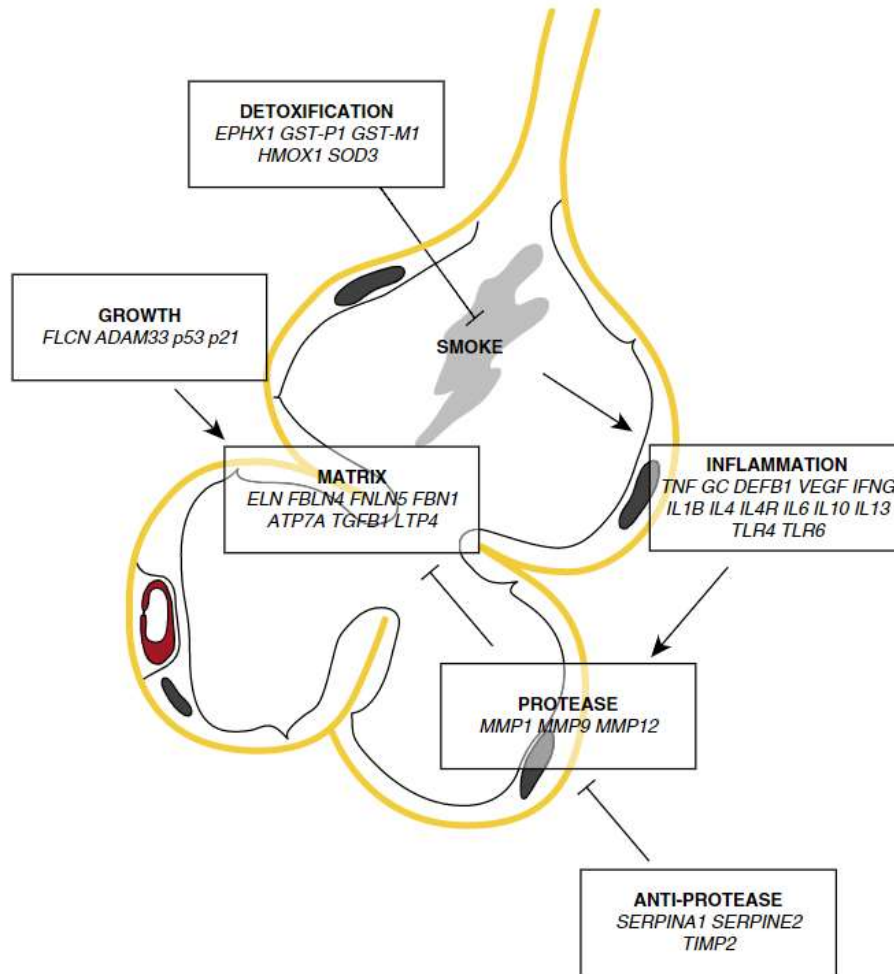 DETOXIFICATION
EPHX1 GST-P1 GST-M1
HMOX1 SOD3
GROWTH
FLCN ADAM33 p53 p21
SMOKE
MATRIX
ELN FBLN4 FNLN5 FBN1
ATP7A TGFB1 LTP4
INFLAMMATION
TNF GC DEFB1 VEGF IFNG
IL1B IL4 IL4R IL6 IL10 IL13
TLR4 TLR6
PROTEASE
MMP1 MMP9 MMP12
ANTI-PROTEASE
SERPINA1 SERPINE2
TIMP2